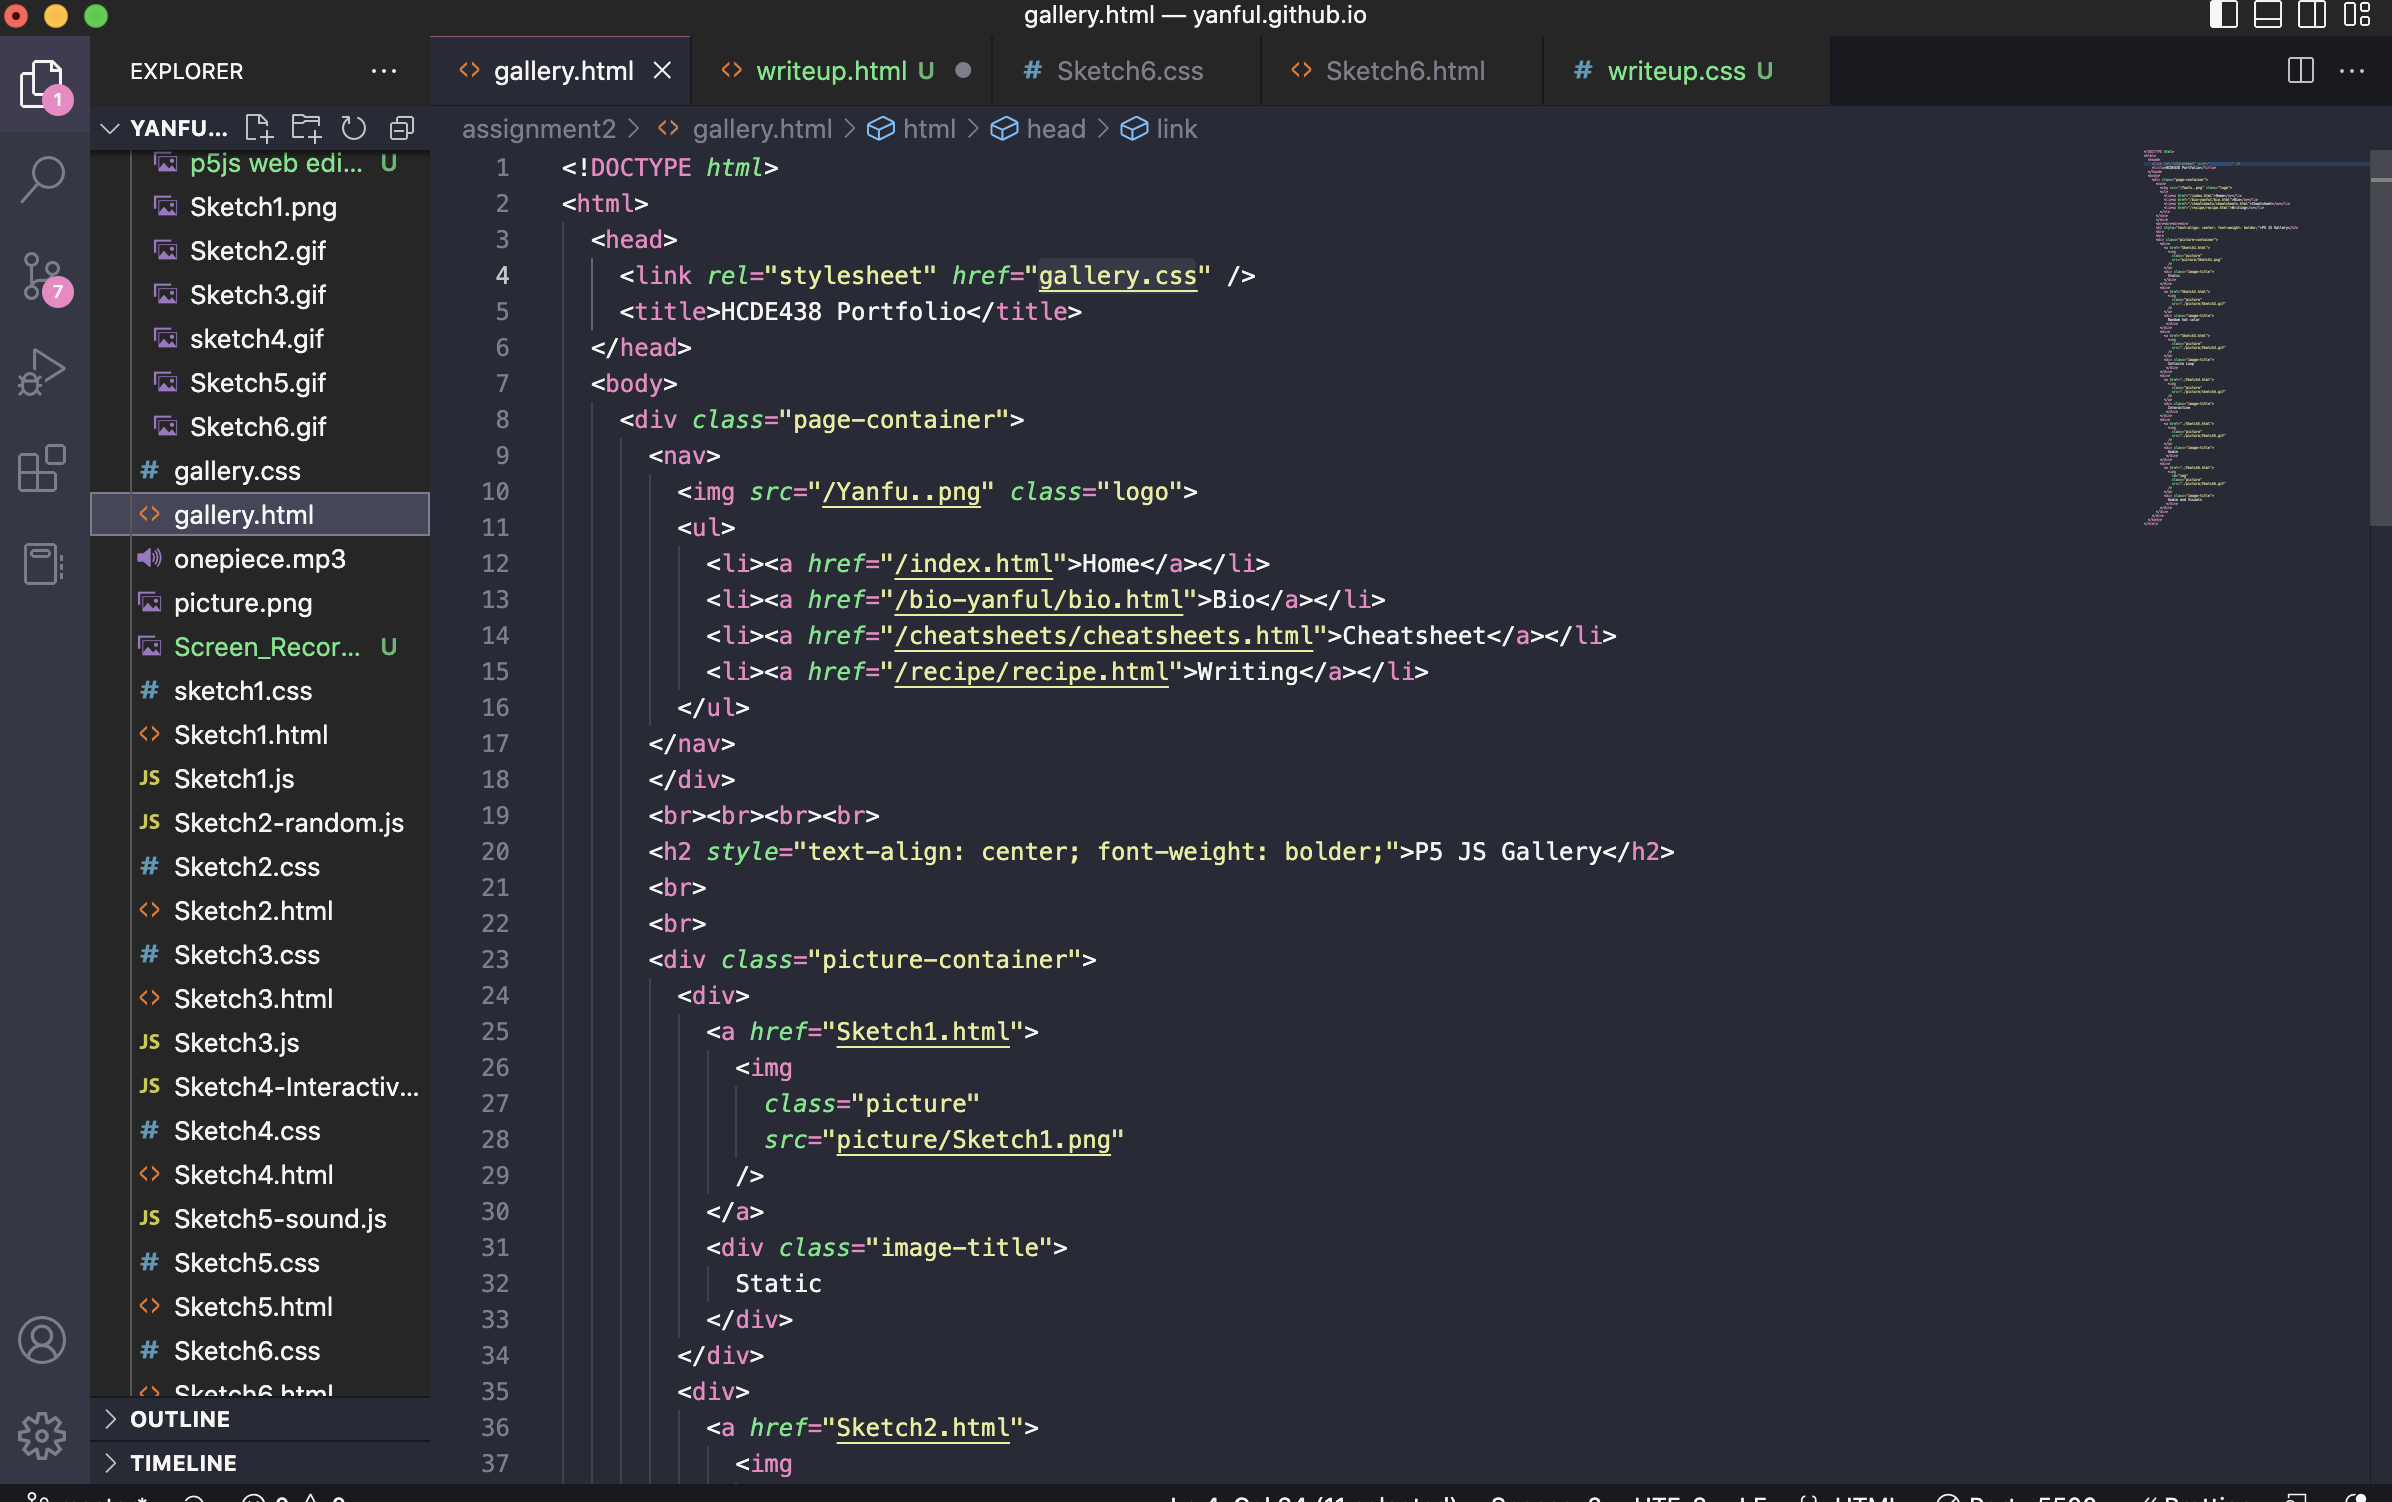 gallery.html — yanful.github.io
EXPLORER
gallery.html
writeup.html U
Sketch6.css
Sketch6.html
writeup.css U
1
YANFU...
assignment2 > gallery.html > html > head > link
p5js web edi... U
Sketch1.png
Sketch2.gif
Sketch3.gif
sketch4.gif
Sketch5.gif
Sketch6.gif
gallery.css
gallery.html
onepiece.mp3
picture.png
Screen_Recor... U
sketch1.css
Sketch1.html
JS Sketch1.js
JS Sketch2-random.js
Sketch2.css
Sketch2.html
Sketch3.css
Sketch3.html
JS Sketch3.js
JS Sketch4-Interactiv...
Sketch4.css
Sketch4.html
JS Sketch5-sound.js
Sketch5.css
Sketch5.html
Sketch6.css
Sketch6.html
OUTLINE
TIMELINE
7
1 <!DOCTYPE html>
2 <html>
3 <head>
4 <link rel="stylesheet" href="gallery.css" />
5 <title>HCDE438 Portfolio</title>
6 </head>
7 <body>
8 <div class="page-container">
9 <nav>
10 <img src="/Yanfu..png" class="logo">
11 <ul>
12 <li><a href="/index.html">Home</a></li>
13 <li><a href="/bio-yanful/bio.html">Bio</a></li>
14 <li><a href="/cheatsheets/cheatsheets.html">Cheatsheet</a></li>
15 <li><a href="/recipe/recipe.html">Writing</a></li>
16 </ul>
17 </nav>
18 </div>
19 <br><br><br><br>
20 <h2 style="text-align: center; font-weight: bolder;">P5 JS Gallery</h2>
21 <br>
22 <br>
23 <div class="picture-container">
24 <div>
25 <a href="Sketch1.html">
26 <img
27 class="picture"
28 src="picture/Sketch1.png"
29 />
30 </a>
31 <div class="image-title">
32 Static
33 </div>
34 </div>
35 <div>
36 <a href="Sketch2.html">
37 <img